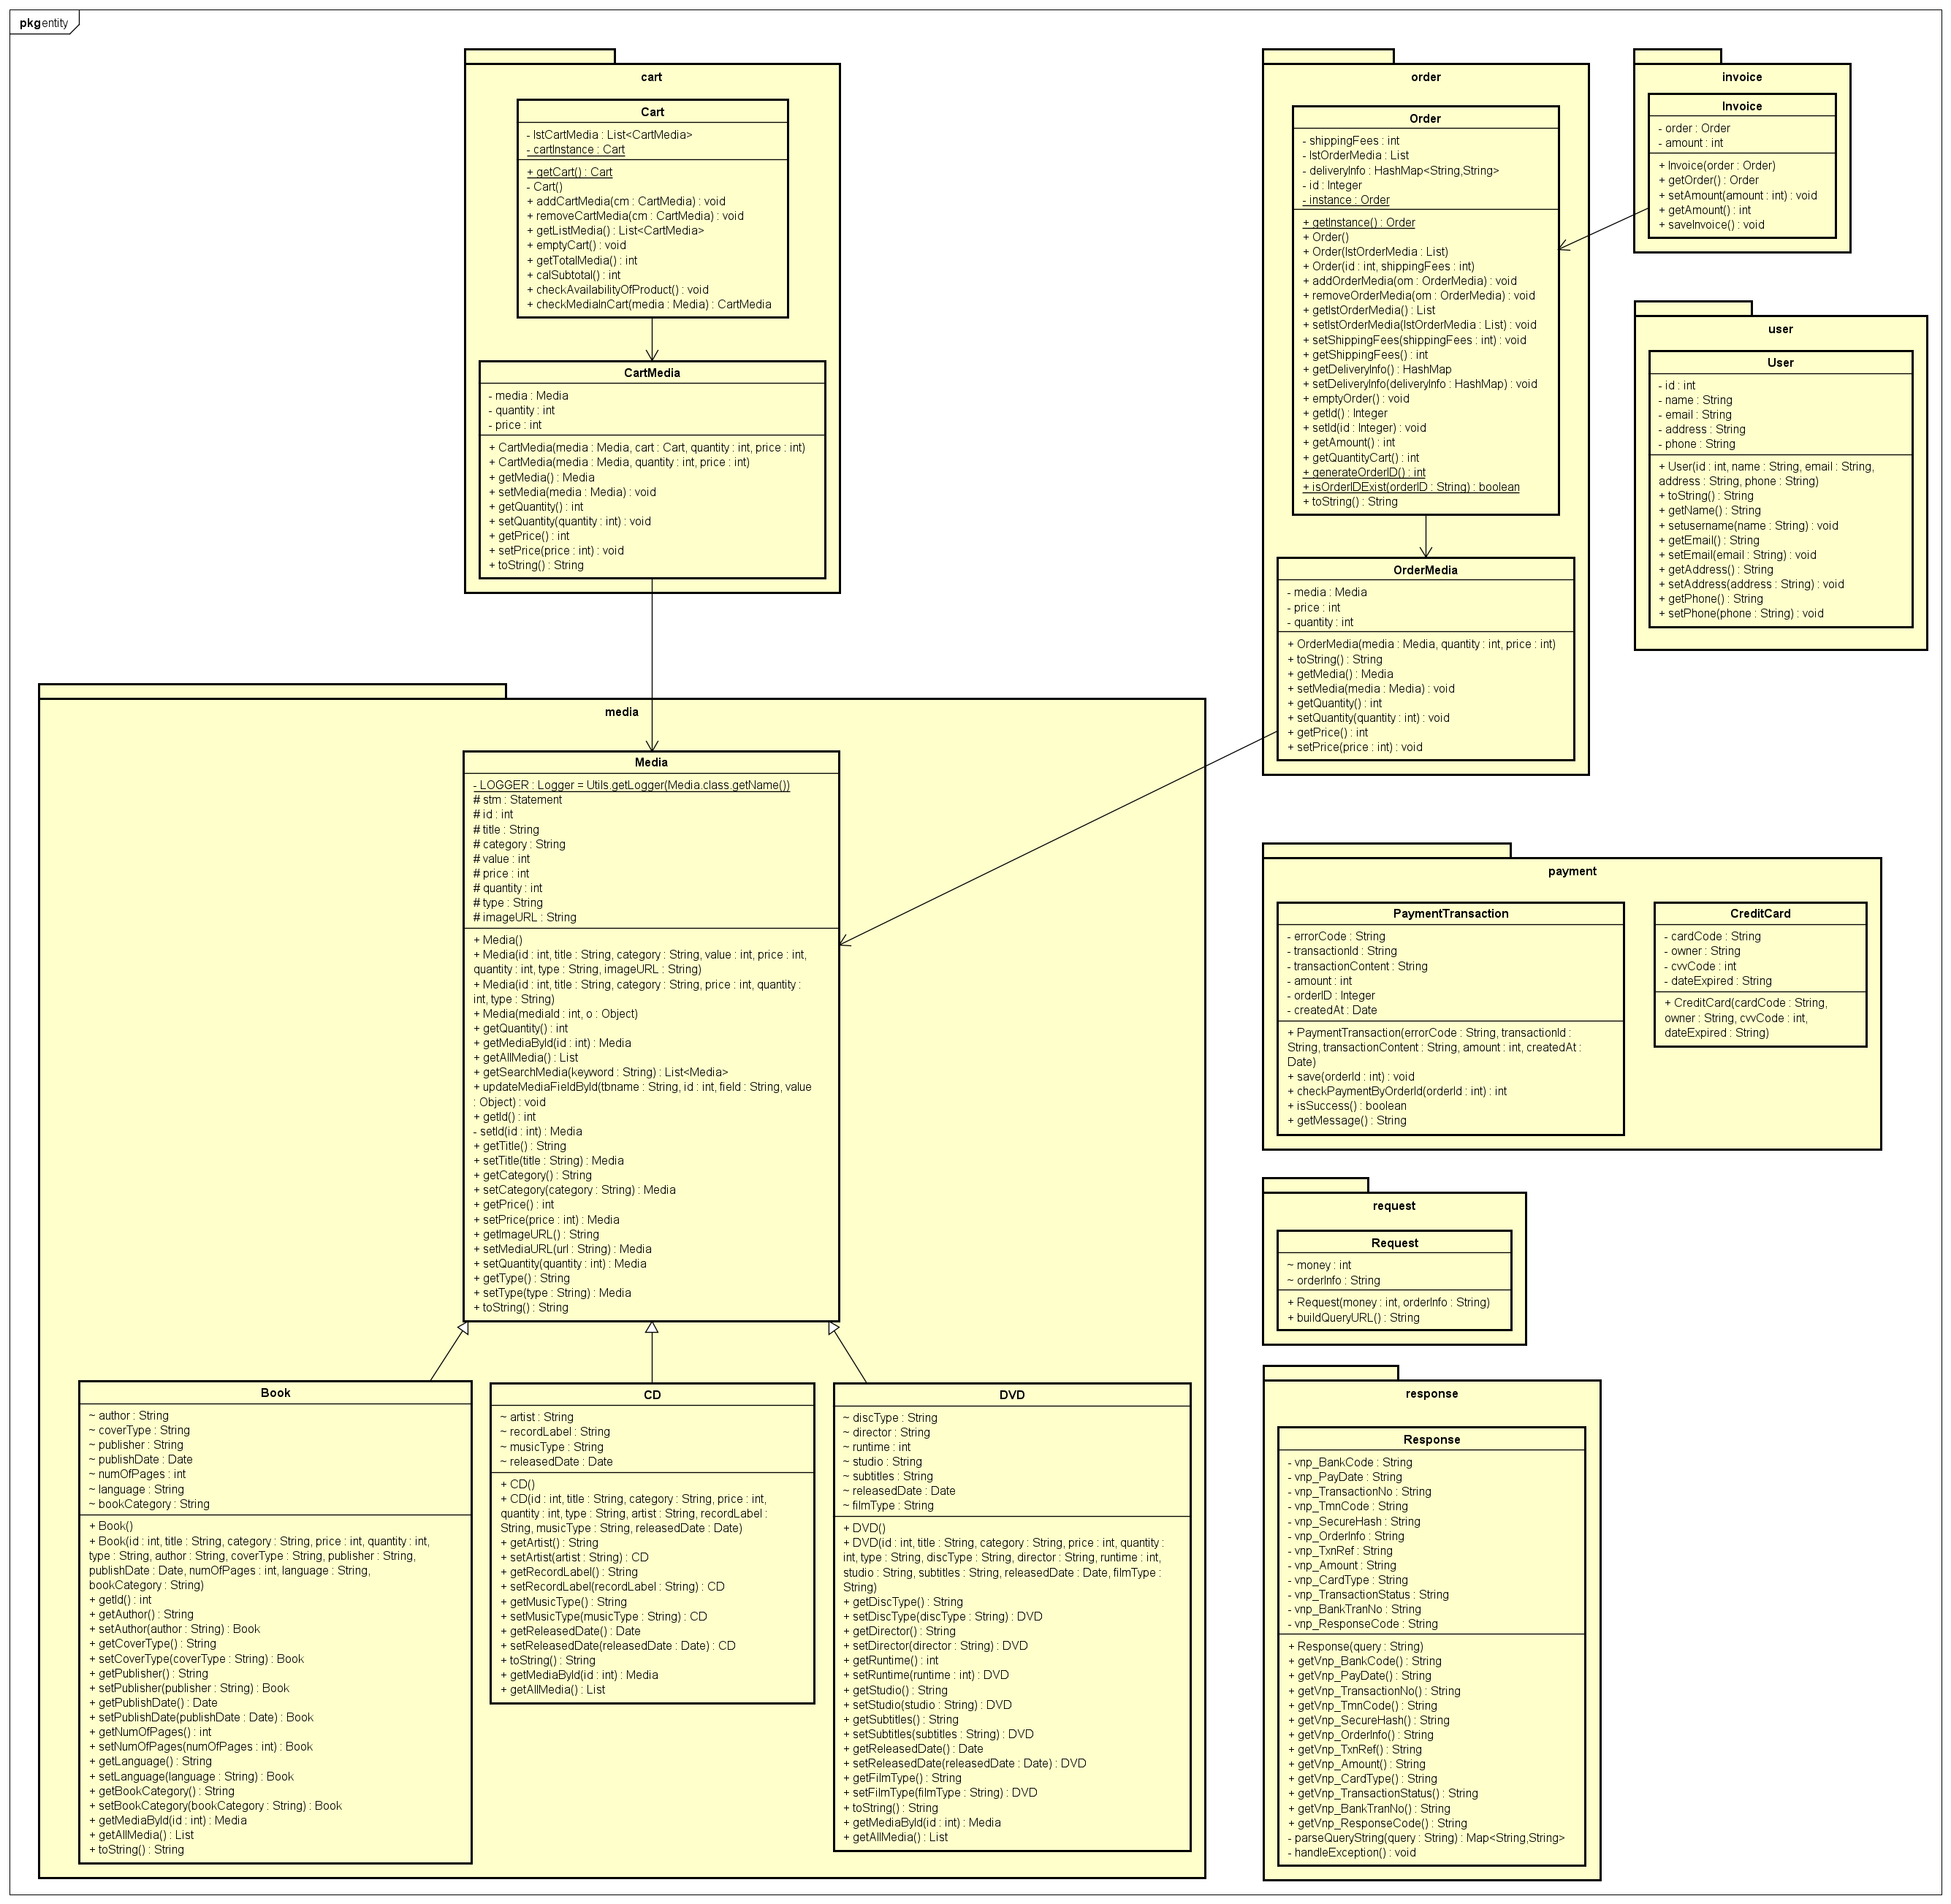 pkg entity
cart
Cart
- lstCartMedia : List<CartMedia>
- cartInstance : Cart
+ getCart() : Cart
- Cart()
+ addCartMedia(cm : CartMedia) : void
+ removeCartMedia(cm : CartMedia) : void
+ getListMedia() : List<CartMedia>
+ emptyCart() : void
+ getTotalMedia() : int
+ calSubtotal() : int
+ checkAvailabilityOfProduct() : void
+ checkMediaInCart(media : Media) : CartMedia
CartMedia
- media : Media
- quantity : int
- price : int
+ CartMedia(media : Media, cart : Cart, quantity : int, price : int)
+ CartMedia(media : Media, quantity : int, price : int)
+ getMedia() : Media
+ setMedia(media : Media) : void
+ getQuantity() : int
+ setQuantity(quantity : int) : void
+ getPrice() : int
+ setPrice(price : int) : void
+ toString() : String
order
Order
- shippingFees : int
- lstOrderMedia : List
- deliveryInfo : HashMap<String,String>
- id : Integer
- instance : Order
+ getInstance() : Order
+ Order()
+ Order(lstOrderMedia : List)
+ Order(id : int, shippingFees : int)
+ addOrderMedia(om : OrderMedia) : void
+ removeOrderMedia(om : OrderMedia) : void
+ getlstOrderMedia() : List
+ setlstOrderMedia(lstOrderMedia : List) : void
+ setShippingFees(shippingFees : int) : void
+ getShippingFees() : int
+ getDeliveryInfo() : HashMap
+ setDeliveryInfo(deliveryInfo : HashMap) : void
+ emptyOrder() : void
+ getId() : Integer
+ setId(id : Integer) : void
+ getAmount() : int
+ getQuantityCart() : int
+ generateOrderID() : int
+ isOrderIDExist(orderID : String) : boolean
+ toString() : String
OrderMedia
- media : Media
- price : int
- quantity : int
+ OrderMedia(media : Media, quantity : int, price : int)
+ toString() : String
+ getMedia() : Media
+ setMedia(media : Media) : void
+ getQuantity() : int
+ setQuantity(quantity : int) : void
+ getPrice() : int
+ setPrice(price : int) : void
invoice
Invoice
- order : Order
- amount : int
+ Invoice(order : Order)
+ getOrder() : Order
+ setAmount(amount : int) : void
+ getAmount() : int
+ saveInvoice() : void
user
User
- id : int
- name : String
- email : String
- address : String
- phone : String
+ User(id : int, name : String, email : String,
address : String, phone : String)
+ toString() : String
+ getName() : String
+ setusername(name : String) : void
+ getEmail() : String
+ setEmail(email : String) : void
+ getAddress() : String
+ setAddress(address : String) : void
+ getPhone() : String
+ setPhone(phone : String) : void
media
Media
- LOGGER : Logger = Utils.getLogger(Media.class.getName())
# stm : Statement
# id : int
# title : String
# category : String
# value : int
# price : int
# quantity : int
# type : String
# imageURL : String
+ Media()
+ Media(id : int, title : String, category : String, value : int, price : int,
quantity : int, type : String, imageURL : String)
+ Media(id : int, title : String, category : String, price : int, quantity :
int, type : String)
+ Media(mediaId : int, o : Object)
+ getQuantity() : int
+ getMediaById(id : int) : Media
+ getAllMedia() : List
+ getSearchMedia(keyword : String) : List<Media>
+ updateMediaFieldById(tbname : String, id : int, field : String, value
: Object) : void
+ getId() : int
- setId(id : int) : Media
+ getTitle() : String
+ setTitle(title : String) : Media
+ getCategory() : String
+ setCategory(category : String) : Media
+ getPrice() : int
+ setPrice(price : int) : Media
+ getImageURL() : String
+ setMediaURL(url : String) : Media
+ setQuantity(quantity : int) : Media
+ getType() : String
+ setType(type : String) : Media
+ toString() : String
Book
~ author : String
~ coverType : String
~ publisher : String
~ publishDate : Date
~ numOfPages : int
~ language : String
~ bookCategory : String
+ Book()
+ Book(id : int, title : String, category : String, price : int, quantity : int,
type : String, author : String, coverType : String, publisher : String,
publishDate : Date, numOfPages : int, language : String,
bookCategory : String)
+ getId() : int
+ getAuthor() : String
+ setAuthor(author : String) : Book
+ getCoverType() : String
+ setCoverType(coverType : String) : Book
+ getPublisher() : String
+ setPublisher(publisher : String) : Book
+ getPublishDate() : Date
+ setPublishDate(publishDate : Date) : Book
+ getNumOfPages() : int
+ setNumOfPages(numOfPages : int) : Book
+ getLanguage() : String
+ setLanguage(language : String) : Book
+ getBookCategory() : String
+ setBookCategory(bookCategory : String) : Book
+ getMediaById(id : int) : Media
+ getAllMedia() : List
+ toString() : String
CD
~ artist : String
~ recordLabel : String
~ musicType : String
~ releasedDate : Date
+ CD()
+ CD(id : int, title : String, category : String, price : int,
quantity : int, type : String, artist : String, recordLabel :
String, musicType : String, releasedDate : Date)
+ getArtist() : String
+ setArtist(artist : String) : CD
+ getRecordLabel() : String
+ setRecordLabel(recordLabel : String) : CD
+ getMusicType() : String
+ setMusicType(musicType : String) : CD
+ getReleasedDate() : Date
+ setReleasedDate(releasedDate : Date) : CD
+ toString() : String
+ getMediaById(id : int) : Media
+ getAllMedia() : List
DVD
~ discType : String
~ director : String
~ runtime : int
~ studio : String
~ subtitles : String
~ releasedDate : Date
~ filmType : String
+ DVD()
+ DVD(id : int, title : String, category : String, price : int, quantity :
int, type : String, discType : String, director : String, runtime : int,
studio : String, subtitles : String, releasedDate : Date, filmType :
String)
+ getDiscType() : String
+ setDiscType(discType : String) : DVD
+ getDirector() : String
+ setDirector(director : String) : DVD
+ getRuntime() : int
+ setRuntime(runtime : int) : DVD
+ getStudio() : String
+ setStudio(studio : String) : DVD
+ getSubtitles() : String
+ setSubtitles(subtitles : String) : DVD
+ getReleasedDate() : Date
+ setReleasedDate(releasedDate : Date) : DVD
+ getFilmType() : String
+ setFilmType(filmType : String) : DVD
+ toString() : String
+ getMediaById(id : int) : Media
+ getAllMedia() : List
payment
PaymentTransaction
- errorCode : String
- transactionId : String
- transactionContent : String
- amount : int
- orderID : Integer
- createdAt : Date
+ PaymentTransaction(errorCode : String, transactionId :
String, transactionContent : String, amount : int, createdAt :
Date)
+ save(orderId : int) : void
+ checkPaymentByOrderId(orderId : int) : int
+ isSuccess() : boolean
+ getMessage() : String
CreditCard
- cardCode : String
- owner : String
- cvvCode : int
- dateExpired : String
+ CreditCard(cardCode : String,
owner : String, cvvCode : int,
dateExpired : String)
request
Request
~ money : int
~ orderInfo : String
+ Request(money : int, orderInfo : String)
+ buildQueryURL() : String
response
Response
- vnp_BankCode : String
- vnp_PayDate : String
- vnp_TransactionNo : String
- vnp_TmnCode : String
- vnp_SecureHash : String
- vnp_OrderInfo : String
- vnp_TxnRef : String
- vnp_Amount : String
- vnp_CardType : String
- vnp_TransactionStatus : String
- vnp_BankTranNo : String
- vnp_ResponseCode : String
+ Response(query : String)
+ getVnp_BankCode() : String
+ getVnp_PayDate() : String
+ getVnp_TransactionNo() : String
+ getVnp_TmnCode() : String
+ getVnp_SecureHash() : String
+ getVnp_OrderInfo() : String
+ getVnp_TxnRef() : String
+ getVnp_Amount() : String
+ getVnp_CardType() : String
+ getVnp_TransactionStatus() : String
+ getVnp_BankTranNo() : String
+ getVnp_ResponseCode() : String
- parseQueryString(query : String) : Map<String,String>
- handleException() : void